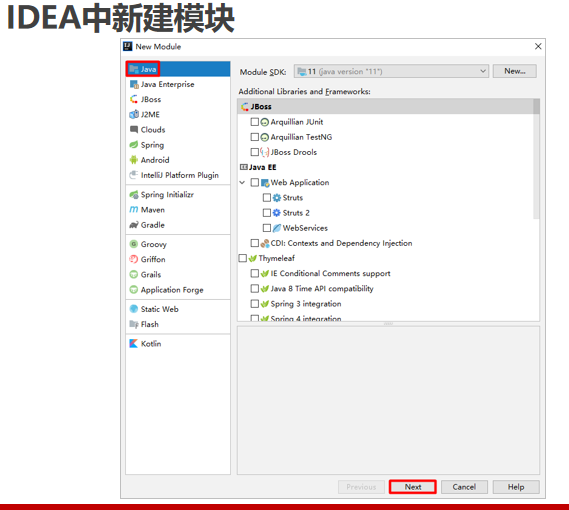 IDEA中新建模块
New Module
Java
Java Enterprise
JBoss
J2ME
Clouds
Spring
Android
IntelliJ Platform Plugin
Spring Initializr
Maven
Gradle
Groovy
Griffon
Grails
Application Forge
Static Web
Flash
Kotlin
Module SDK: 11 (java version "11") New...
Additional Libraries and Frameworks:
JBoss
Arquillian JUnit
Arquillian TestNG
JBoss Drools
Java EE
Web Application
Struts
Struts 2
WebServices
CDI: Contexts and Dependency Injection
Thymeleaf
IE Conditional Comments support
Java 8 Time API compatibility
Spring 3 integration
Spring 4 integration
Previous Next Cancel Help